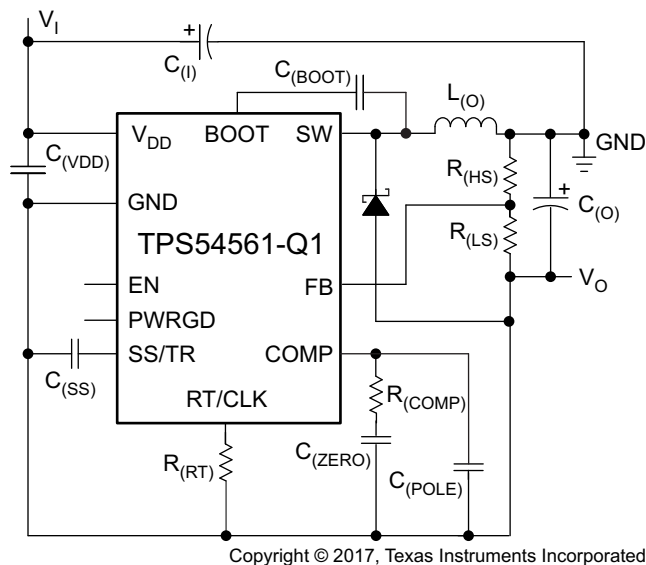 V_I
C_(I)
C_(BOOT)
L_(O)
V_DD BOOT SW
GND
C_(VDD)
R_(HS)
C_(O)
GND
R_(LS)
TPS54561-Q1
EN
FB
V_O
PWRGD
SS/TR
COMP
C_(SS)
RT/CLK
R_(COMP)
R_(RT)
C_(ZERO)
C_(POLE)
Copyright © 2017, Texas Instruments Incorporated